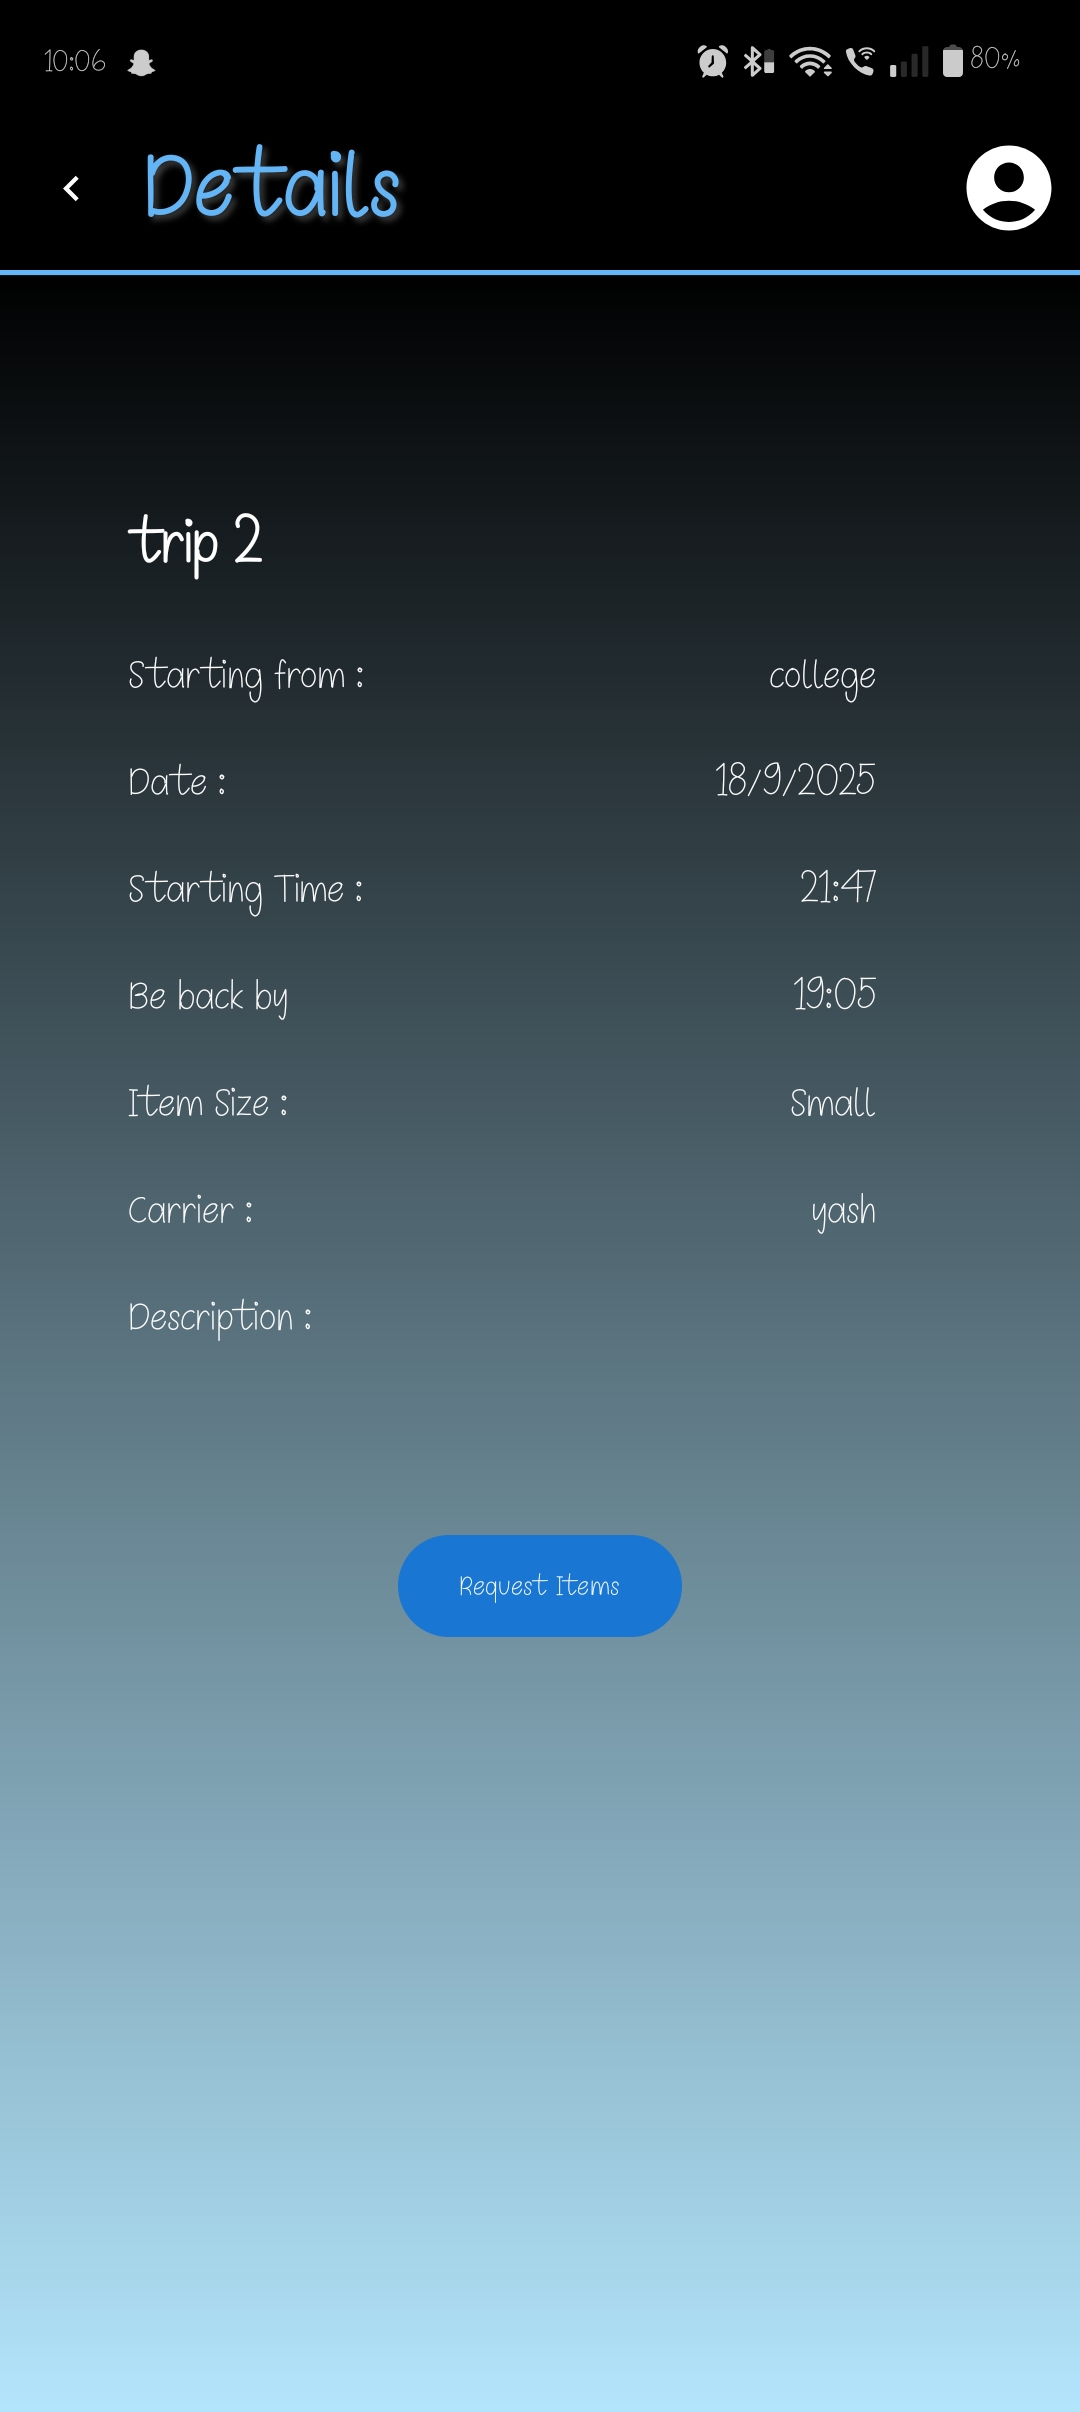 10:06 80%
Details
trip 2
Starting from : college
Date : 18/9/2025
Starting Time : 21:47
Be back by 19:05
Item Size : Small
Carrier : yash
Description :
Request Items